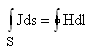 ∫Jds = ∮Hdl
S